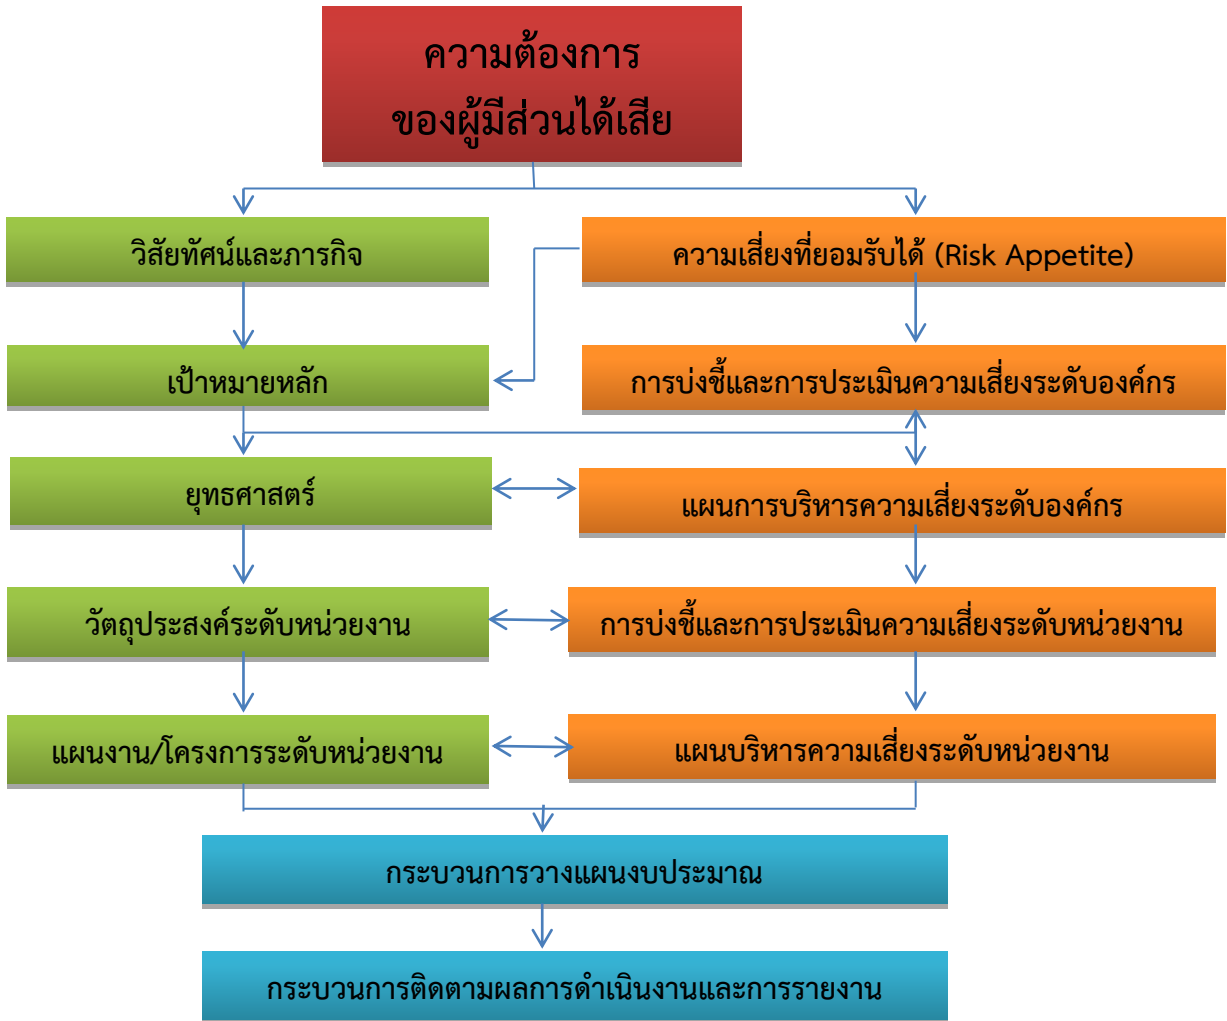 ความต้องการ
ของผู้มีส่วนได้เสีย
วิสัยทัศน์และภารกิจ
ความเสี่ยงที่ยอมรับได้ (Risk Appetite)
เป้าหมายหลัก
การบ่งชี้และการประเมินความเสี่ยงระดับองค์กร
ยุทธศาสตร์
แผนการบริหารความเสี่ยงระดับองค์กร
วัตถุประสงค์ระดับหน่วยงาน
การบ่งชี้และการประเมินความเสี่ยงระดับหน่วยงาน
แผนงาน/โครงการระดับหน่วยงาน
แผนบริหารความเสี่ยงระดับหน่วยงาน
กระบวนการวางแผนงบประมาณ
กระบวนการติดตามผลการดำเนินงานและการรายงาน